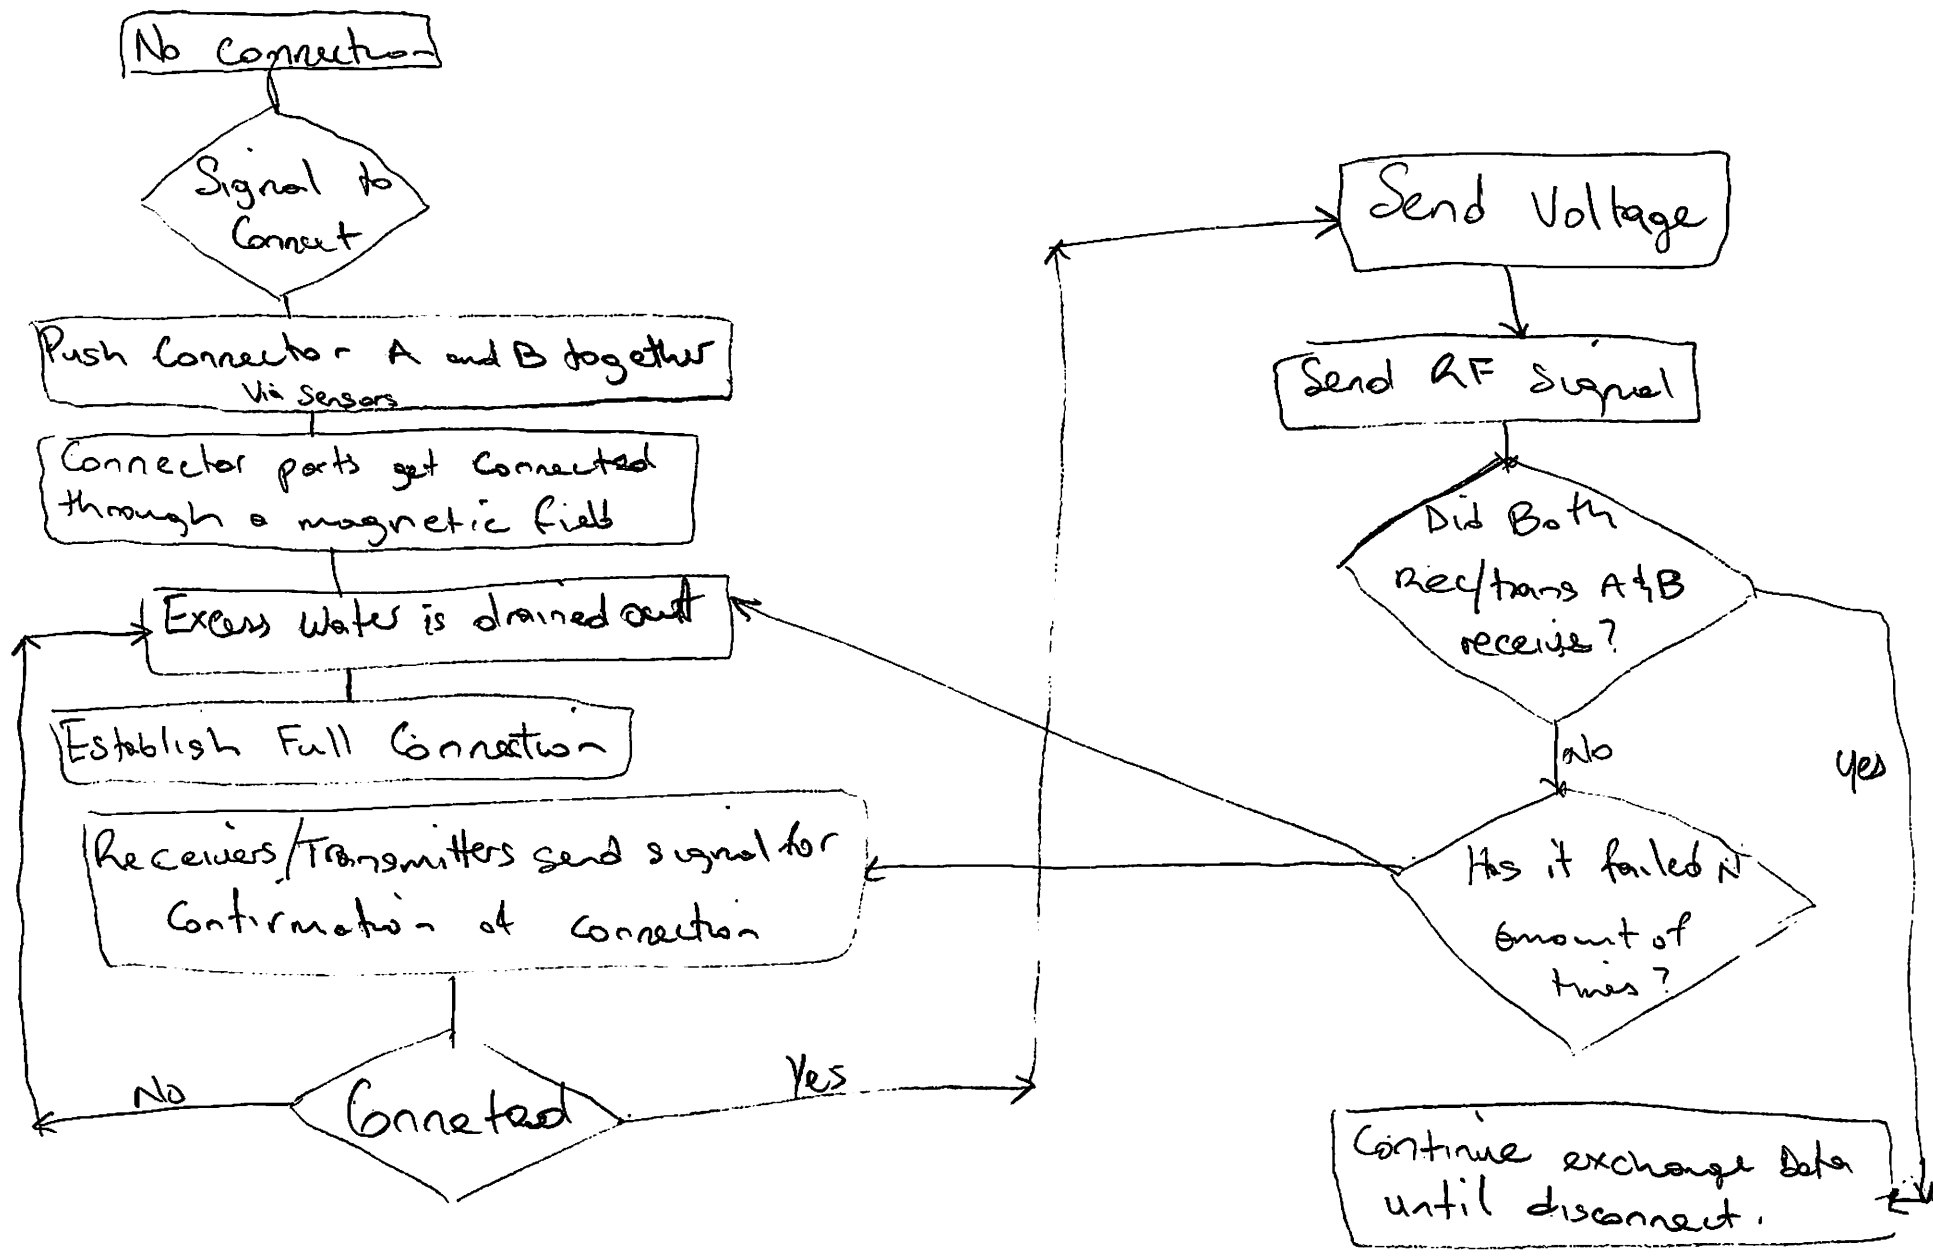 No connection
Signal to
Connect
Push Connector A and B together
Via Sensors
Connector parts get connected
through a magnetic field
Excess Water is drained out
Establish Full Connection
Receivers/Transmitters send signal for
Confirmation of connection
Conneted
No
Yes
Send Voltage
Send RF Signal
Did Both
Rec/trans A&B
receive?
No
Yes
Has it failed N
amount of
times?
Continue exchange Data
until disconnect.